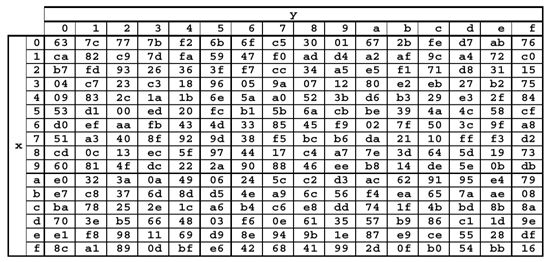 y
0 1 2 3 4 5 6 7 8 9 a b c d e f
0 63 7c 77 7b f2 6b 6f c5 30 01 67 2b fe d7 ab 76
1 ca 82 c9 7d fa 59 47 f0 ad d4 a2 af 9c a4 72 c0
2 b7 fd 93 26 36 3f f7 cc 34 a5 e5 f1 71 d8 31 15
3 04 c7 23 c3 18 96 05 9a 07 12 80 e2 eb 27 b2 75
4 09 83 2c 1a 1b 6e 5a a0 52 3b d6 b3 29 e3 2f 84
5 53 d1 00 ed 20 fc b1 5b 6a cb be 39 4a 4c 58 cf
6 d0 ef aa fb 43 4d 33 85 45 f9 02 7f 50 3c 9f a8
x 7 51 a3 40 8f 92 9d 38 f5 bc b6 da 21 10 ff f3 d2
8 cd 0c 13 ec 5f 97 44 17 c4 a7 7e 3d 64 5d 19 73
9 60 81 4f dc 22 2a 90 88 46 ee b8 14 de 5e 0b db
a e0 32 3a 0a 49 06 24 5c c2 d3 ac 62 91 95 e4 79
b e7 c8 37 6d 8d d5 4e a9 6c 56 f4 ea 65 7a ae 08
c ba 78 25 2e 1c a6 b4 c6 e8 dd 74 1f 4b bd 8b 8a
d 70 3e b5 66 48 03 f6 0e 61 35 57 b9 86 c1 1d 9e
e e1 f8 98 11 69 d9 8e 94 9b 1e 87 e9 ce 55 28 df
f 8c a1 89 0d bf e6 42 68 41 99 2d 0f b0 54 bb 16